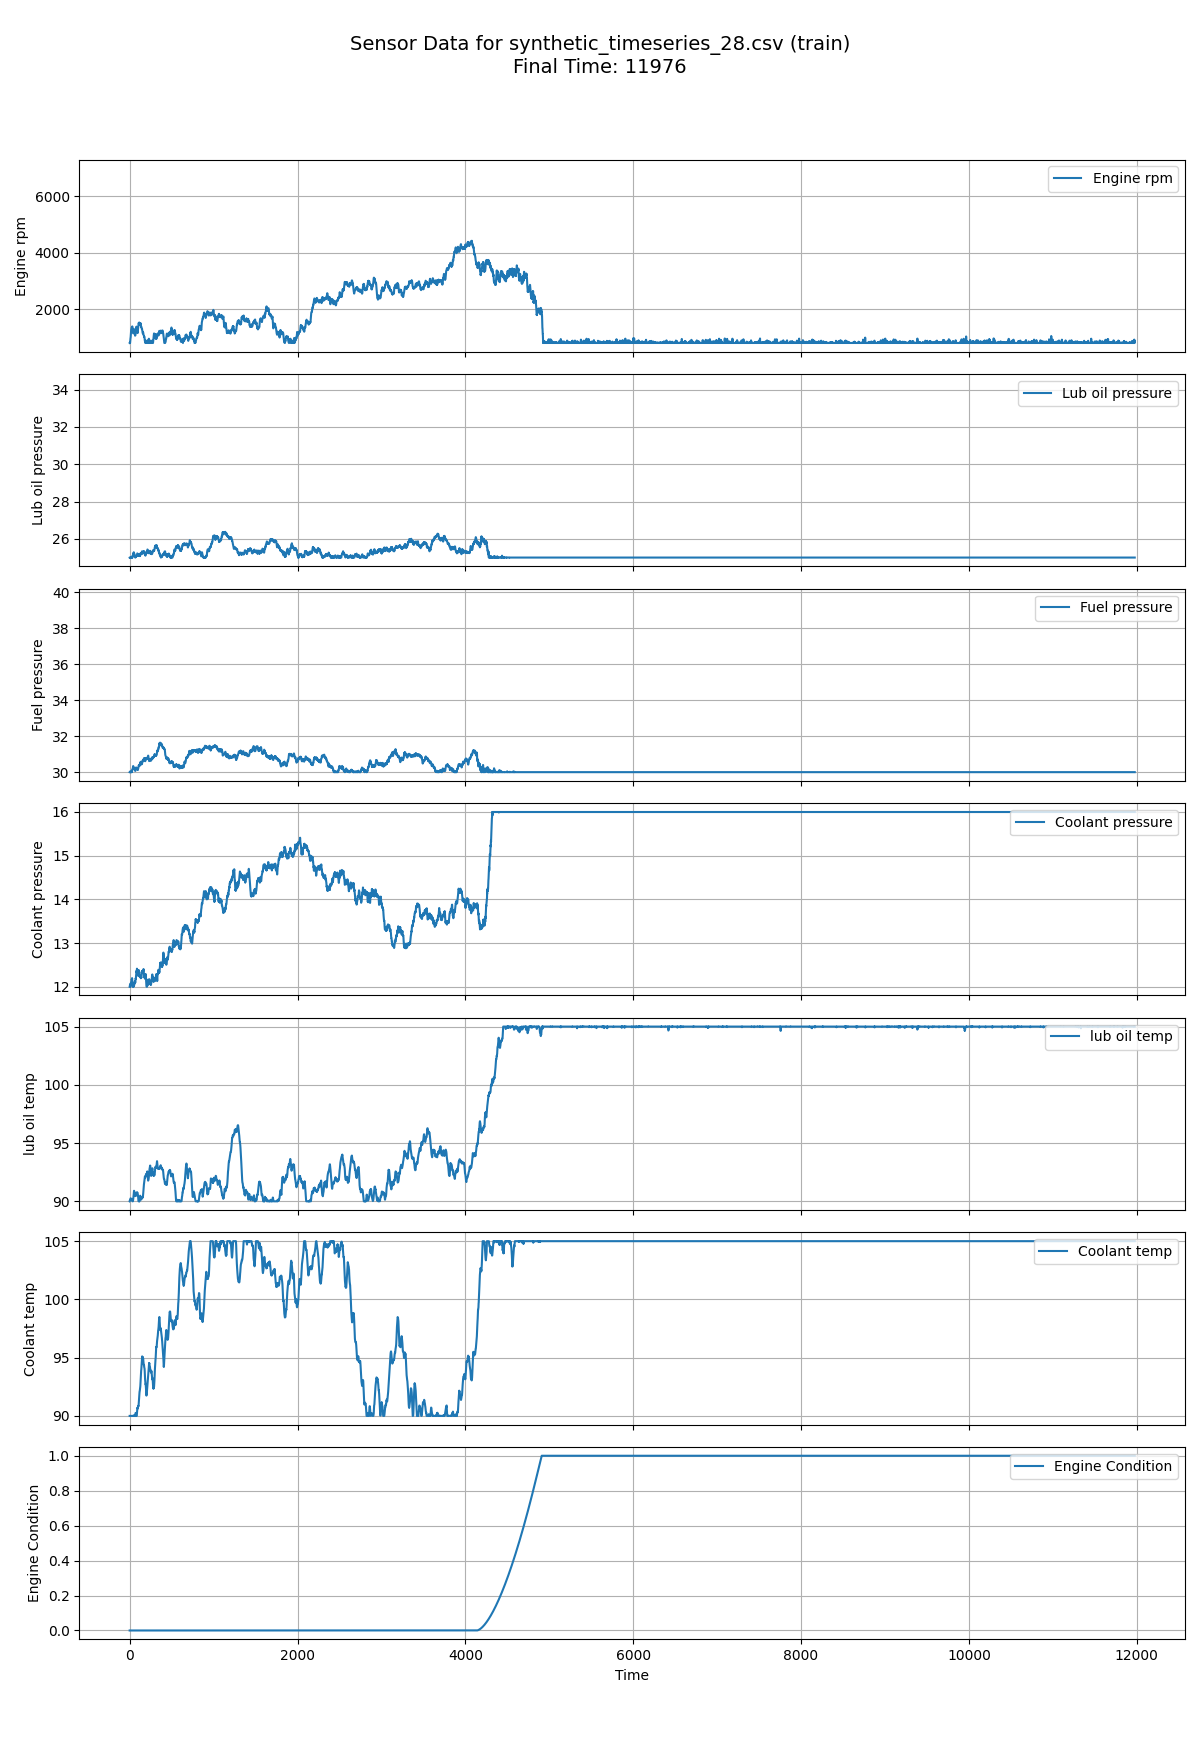 Sensor Data for synthetic_timeseries_28.csv (train)
Final Time: 11976
Engine rpm
6000
4000
2000
Engine rpm
Lub oil pressure
34
32
30
28
26
Lub oil pressure
Fuel pressure
40
38
36
34
32
30
Fuel pressure
Coolant pressure
16
15
14
13
12
Coolant pressure
lub oil temp
105
100
95
90
lub oil temp
Coolant temp
105
100
95
90
Coolant temp
Engine Condition
1.0
0.8
0.6
0.4
0.2
0.0
Engine Condition
0 2000 4000 6000 8000 10000 12000
Time